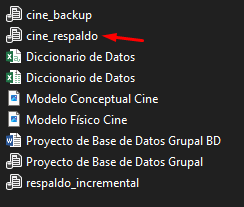 cine_backup
cine_respaldo
Diccionario de Datos
Diccionario de Datos
Modelo Conceptual Cine
Modelo Físico Cine
Proyecto de Base de Datos Grupal BD
Proyecto de Base de Datos Grupal
respaldo_incremental